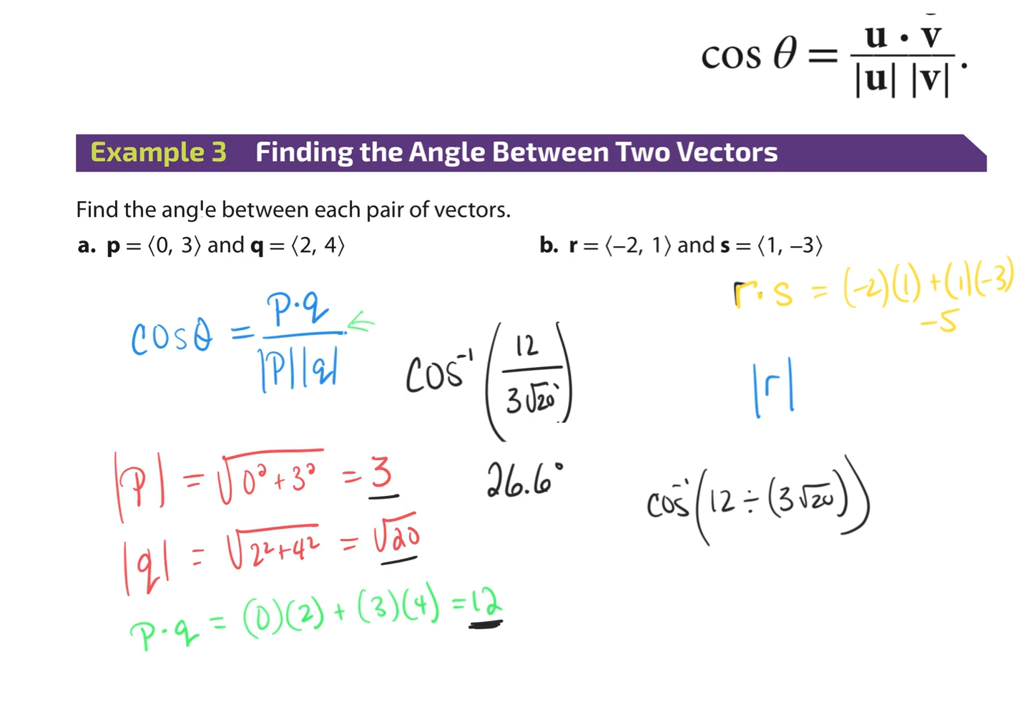 cos θ = u · v / |u| |v| .
Example 3 Finding the Angle Between Two Vectors
Find the angle between each pair of vectors.
a. p = ⟨0, 3⟩ and q = ⟨2, 4⟩
b. r = ⟨−2, 1⟩ and s = ⟨1, −3⟩
r·s = (-2)(1) + (1)(-3)
-5
cosθ = p·q / |p||q| ←
cos⁻¹(12 / 3√20)
|r|
|p| = √0²+3² = 3
26.6°
cos⁻¹(12 ÷ (3√20))
|q| = √2²+4² = √20
p·q = (0)(2) + (3)(4) = 12